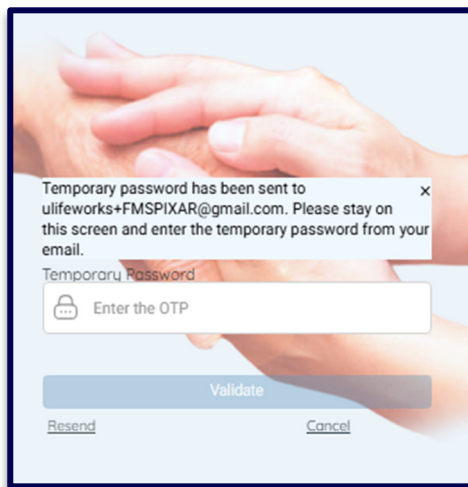 Temporary password has been sent to ×
ulifeworks+FMSPIXAR@gmail.com. Please stay on
this screen and enter the temporary password from your
email.
Temporary Password
Enter the OTP
Validate
Resend Cancel